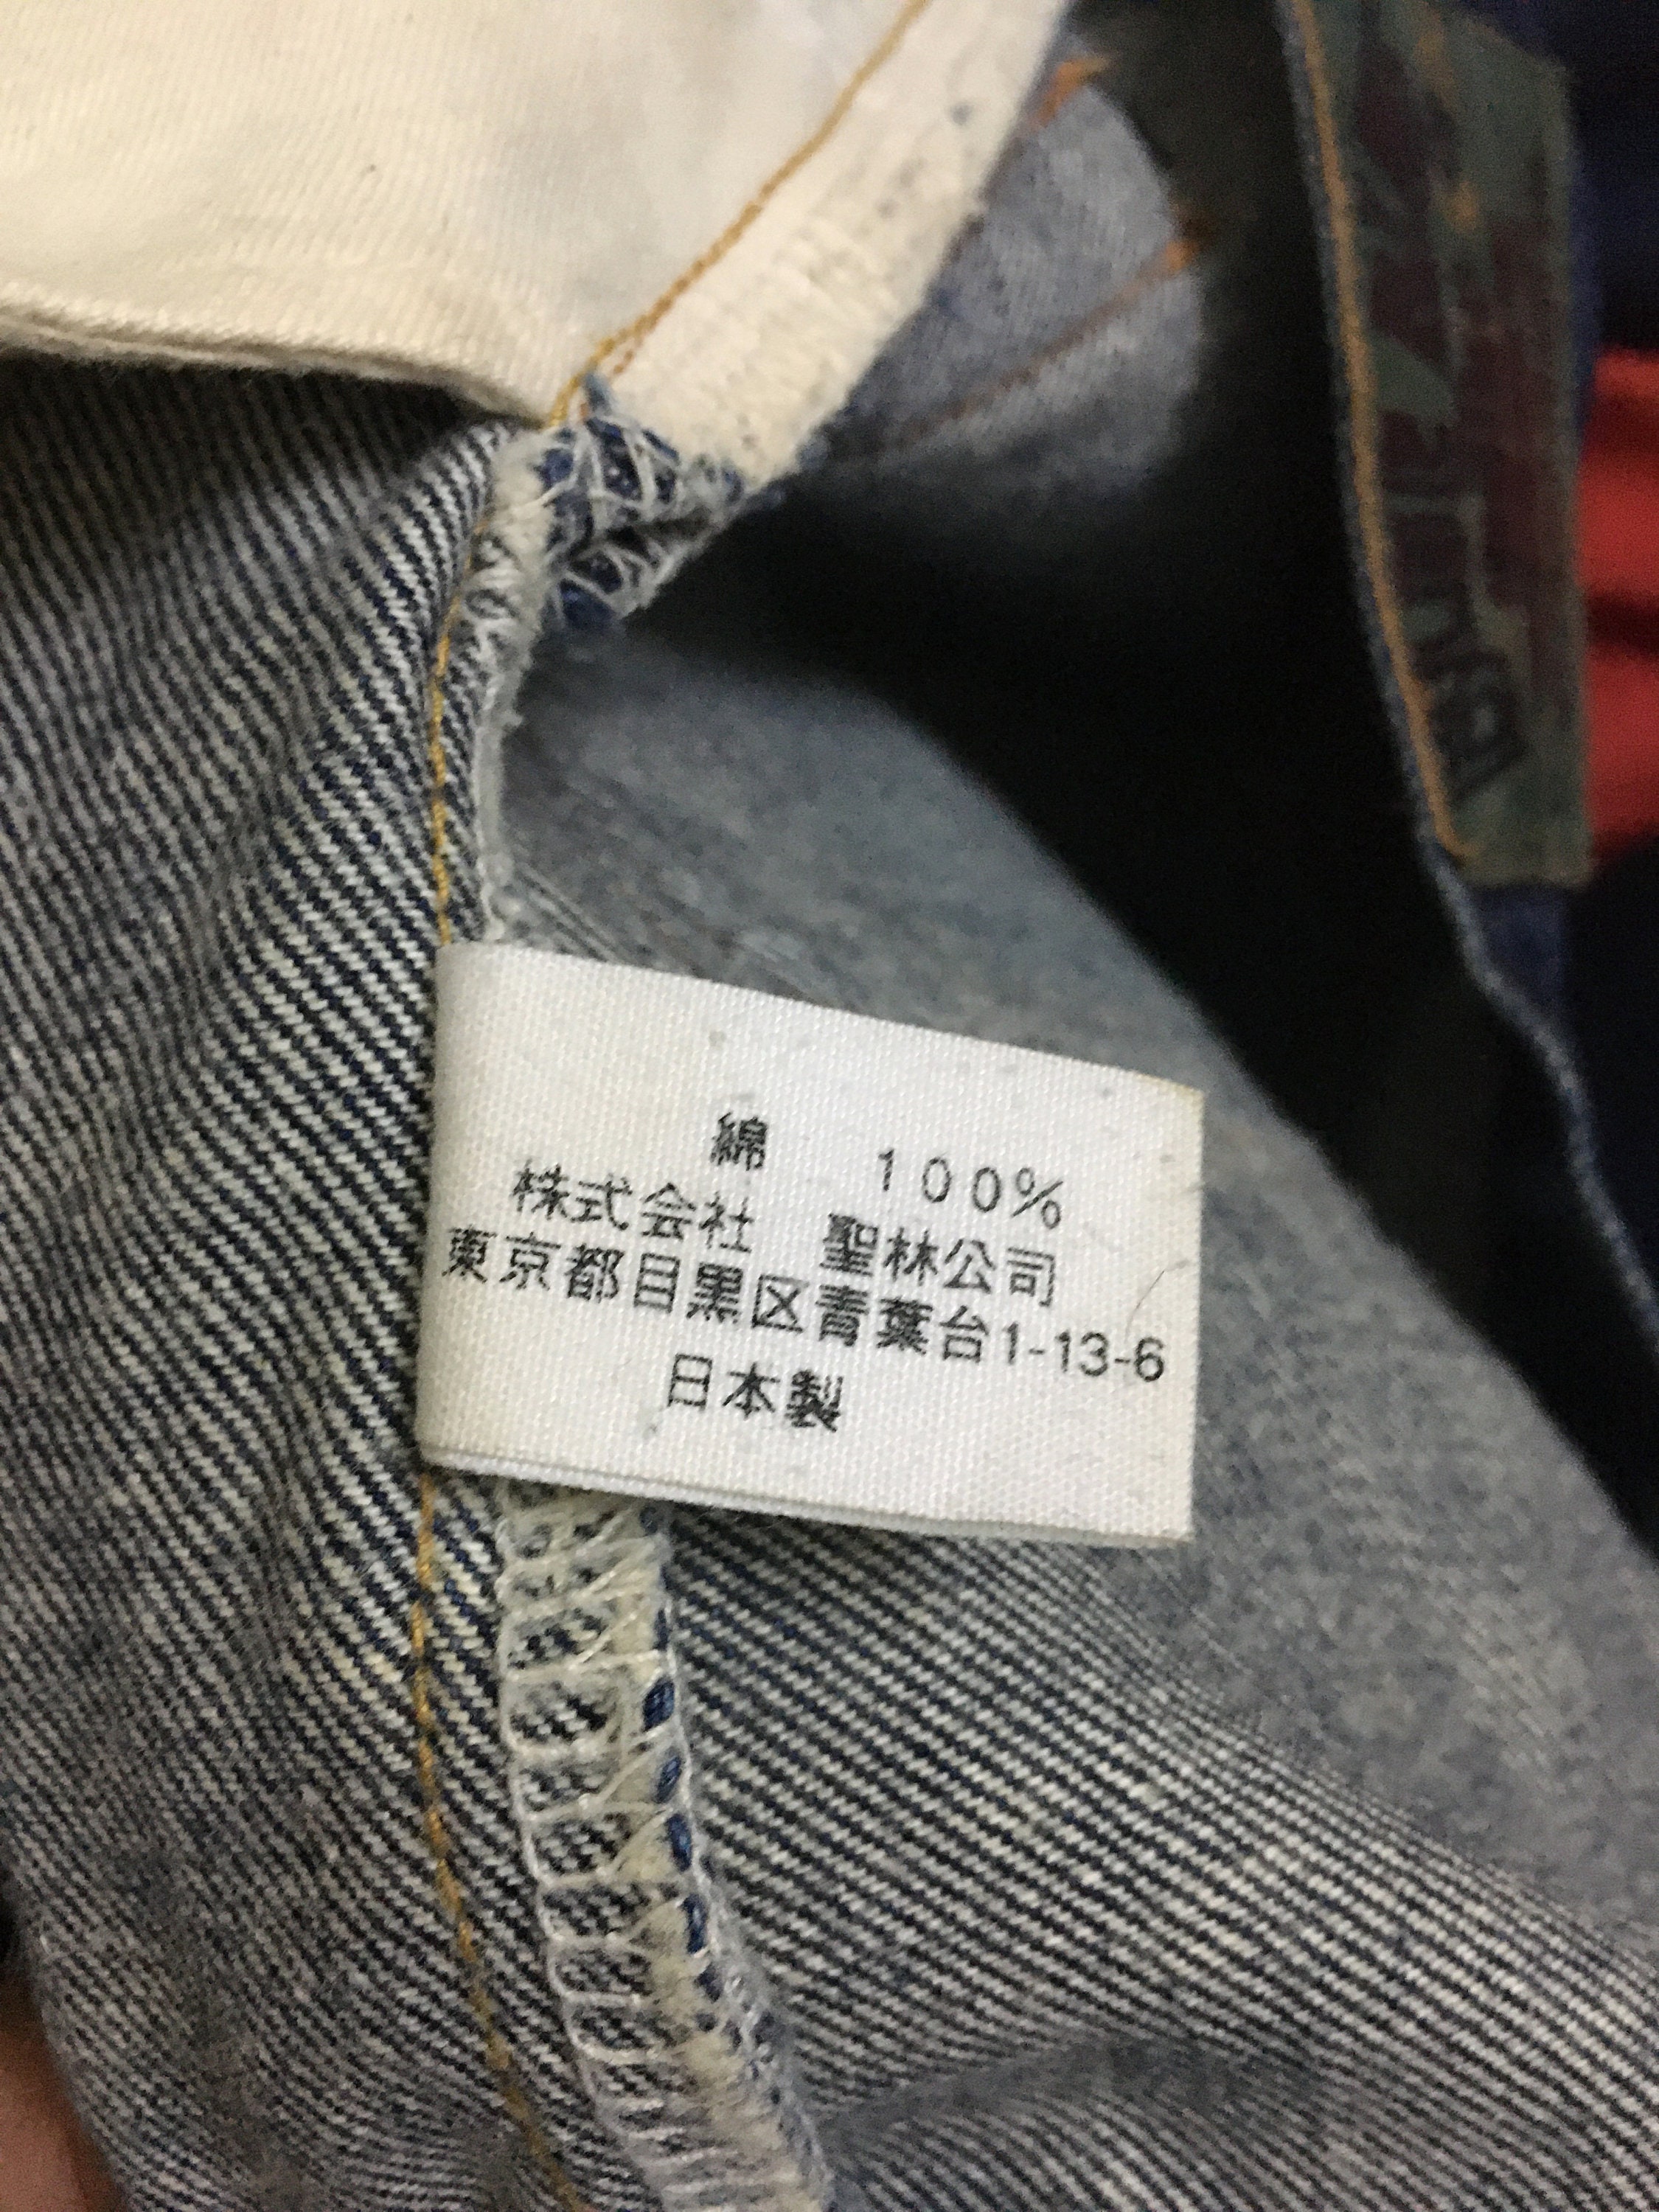 綿　100%
株式会社　聖林公司
東京都目黒区青葉台1-13-6
日本製